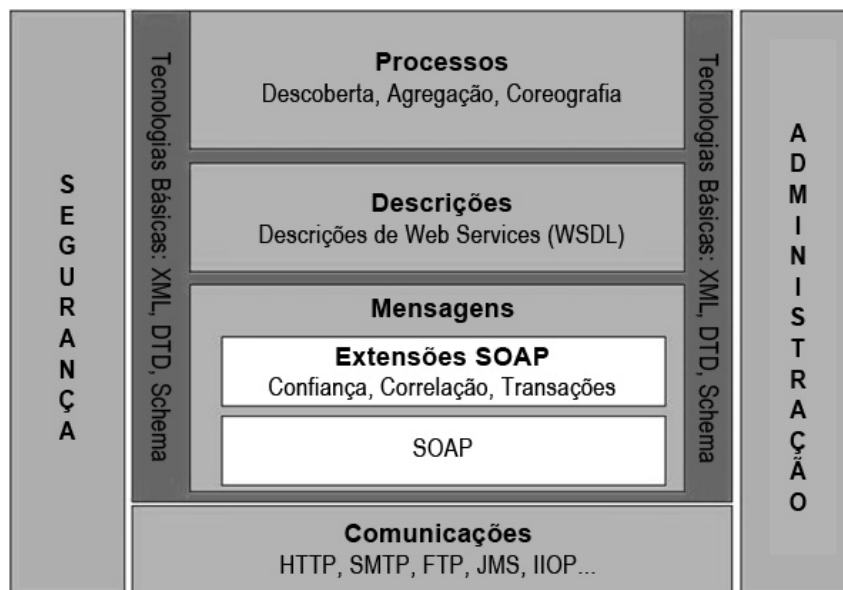 SEGURANÇA
Tecnologias Básicas: XML, DTD, Schema
Processos
Descoberta, Agregação, Coreografia
Descrições
Descrições de Web Services (WSDL)
Mensagens
Extensões SOAP
Confiança, Correlação, Transações
SOAP
Comunicações
HTTP, SMTP, FTP, JMS, IIOP...
Tecnologias Básicas: XML, DTD, Schema
ADMINISTRAÇÃO